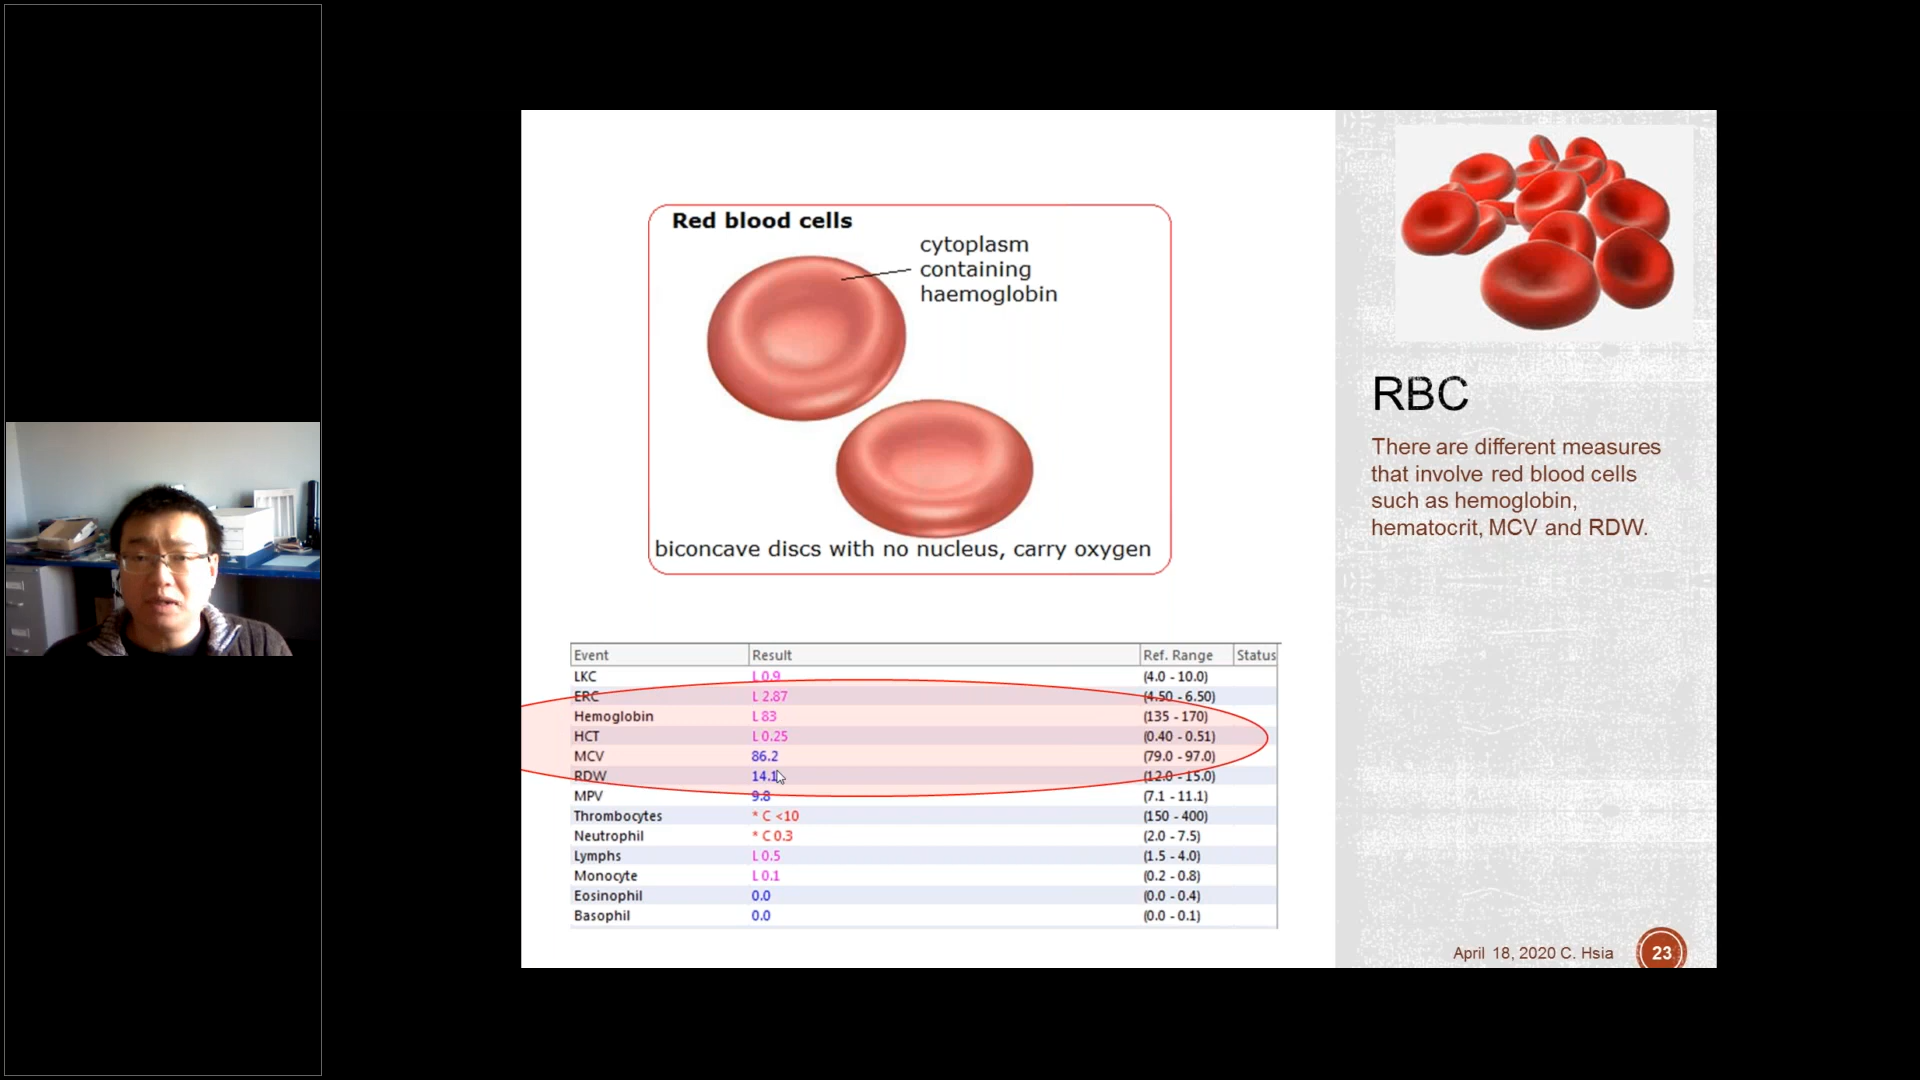 Red blood cells
cytoplasm
containing
haemoglobin
biconcave discs with no nucleus, carry oxygen
Event Result Ref. Range Status
LKC L 0.9 (4.0 - 10.0)
ERC L 2.87 (4.50 - 6.50)
Hemoglobin L 83 (135 - 170)
HCT L 0.25 (0.40 - 0.51)
MCV 86.2 (79.0 - 97.0)
RDW 14.1 (12.0 - 15.0)
MPV 9.8 (7.1 - 11.1)
Thrombocytes * C <10 (150 - 400)
Neutrophil * C 0.3 (2.0 - 7.5)
Lymphs L 0.5 (1.5 - 4.0)
Monocyte L 0.1 (0.2 - 0.8)
Eosinophil 0.0 (0.0 - 0.4)
Basophil 0.0 (0.0 - 0.1)
RBC
There are different measures
that involve red blood cells
such as hemoglobin,
hematocrit, MCV and RDW.
April 18, 2020 C. Hsia
23